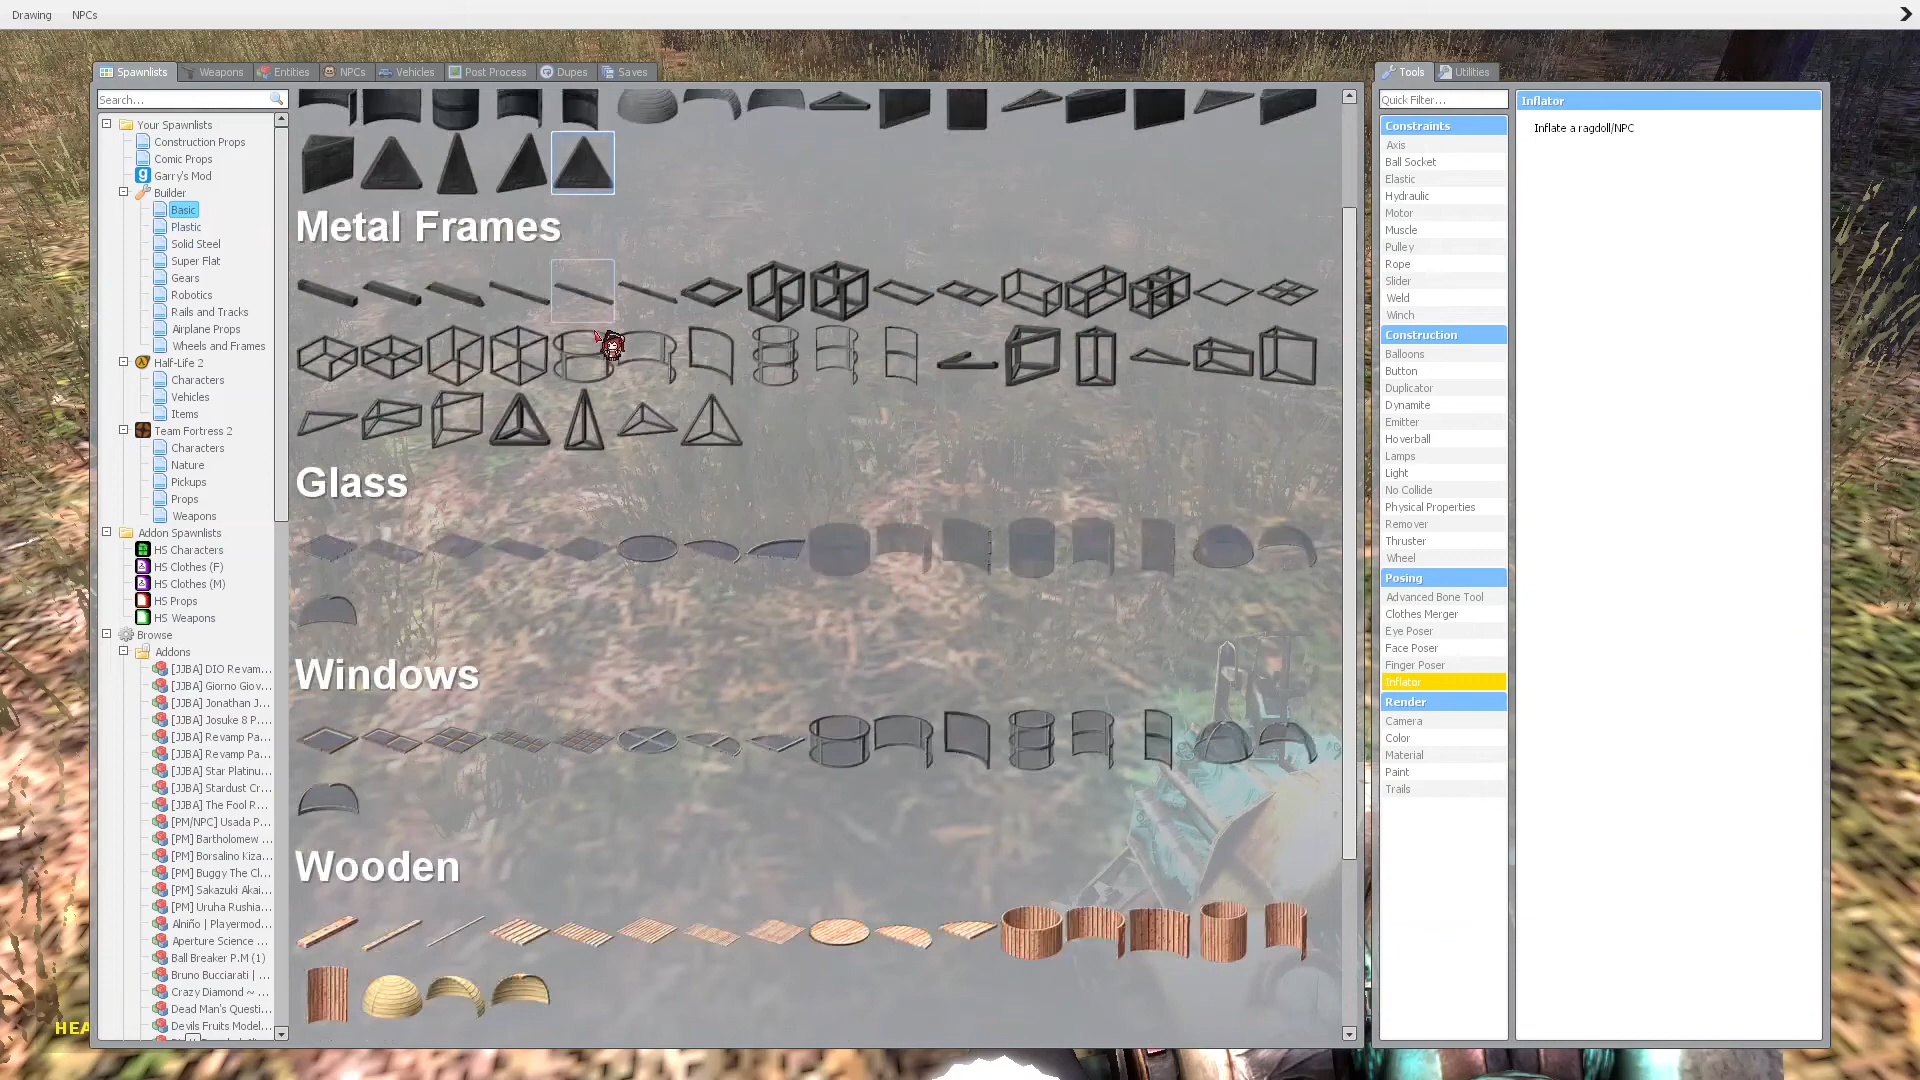 Drawing NPCs
Spawnlists Weapons Entities NPCs Vehicles Post Process Dupes Saves
Search...
Your Spawnlists
Construction Props
Comic Props
Garry's Mod
Builder
Basic
Plastic
Solid Steel
Super Flat
Gears
Robotics
Rails and Tracks
Airplane Props
Wheels and Frames
Half-Life 2
Characters
Vehicles
Items
Team Fortress 2
Characters
Nature
Pickups
Props
Weapons
Addon Spawnlists
HS Characters
HS Clothes (F)
HS Clothes (M)
HS Props
HS Weapons
Browse
Addons
[JJBA] DIO Revam...
[JJBA] Giorno Giov...
[JJBA] Jonathan J...
[JJBA] Josuke 8 P...
[JJBA] Revamp Pa...
[JJBA] Revamp Pa...
[JJBA] Star Platinu...
[JJBA] Stardust Cr...
[JJBA] The Fool R...
[PM/NPC] Usada P...
[PM] Bartholomew ...
[PM] Borsalino Kiza...
[PM] Buggy The Cl...
[PM] Sakazuki Akai...
[PM] Uruha Rushia...
Alniño | Playermod...
Aperture Science ...
Ball Breaker P.M (1)
Bruno Bucciarati | ...
Crazy Diamond ~ ...
Dead Man's Questi...
Devils Fruits Model...
Metal Frames
Glass
Windows
Wooden
HEA
Tools Utilities
Quick Filter...
Constraints
Axis
Ball Socket
Elastic
Hydraulic
Motor
Muscle
Pulley
Rope
Slider
Weld
Winch
Construction
Balloons
Button
Duplicator
Dynamite
Emitter
Hoverball
Lamps
Light
No Collide
Physical Properties
Remover
Thruster
Wheel
Posing
Advanced Bone Tool
Clothes Merger
Eye Poser
Face Poser
Finger Poser
Inflator
Render
Camera
Color
Material
Paint
Trails
Inflator
Inflate a ragdoll/NPC